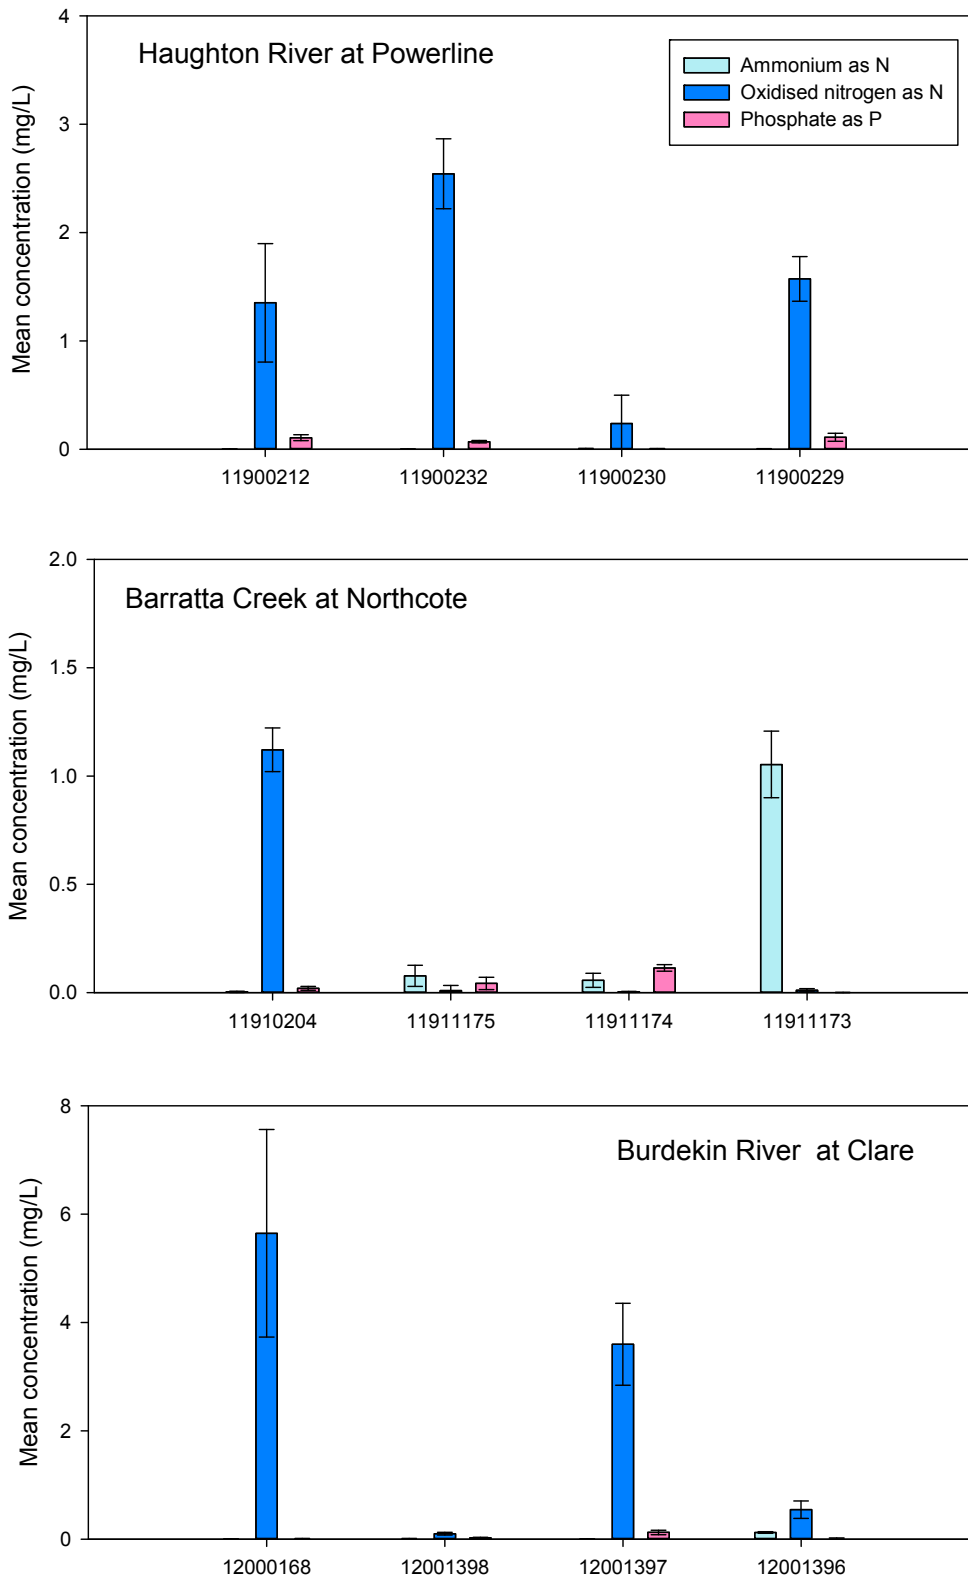 4
Haughton River at Powerline
Ammonium as N
Oxidised nitrogen as N
Phosphate as P
3
2
1
0
Mean concentration (mg/L)
11900212 11900232 11900230 11900229
2.0
Barratta Creek at Northcote
1.5
1.0
0.5
0.0
Mean concentration (mg/L)
11910204 11911175 11911174 11911173
8
Burdekin River at Clare
6
4
2
0
Mean concentration (mg/L)
12000168 12001398 12001397 12001396